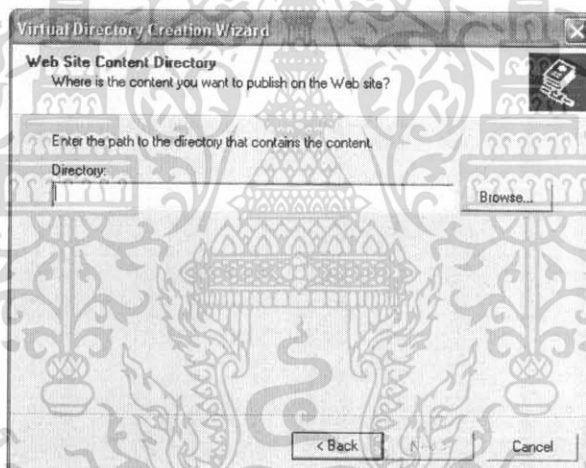 Virtual Directory Creation Wizard
Web Site Content Directory
Where is the content you want to publish on the Web site?
Enter the path to the directory that contains the content.
Directory:
Browse...
< Back
Cancel